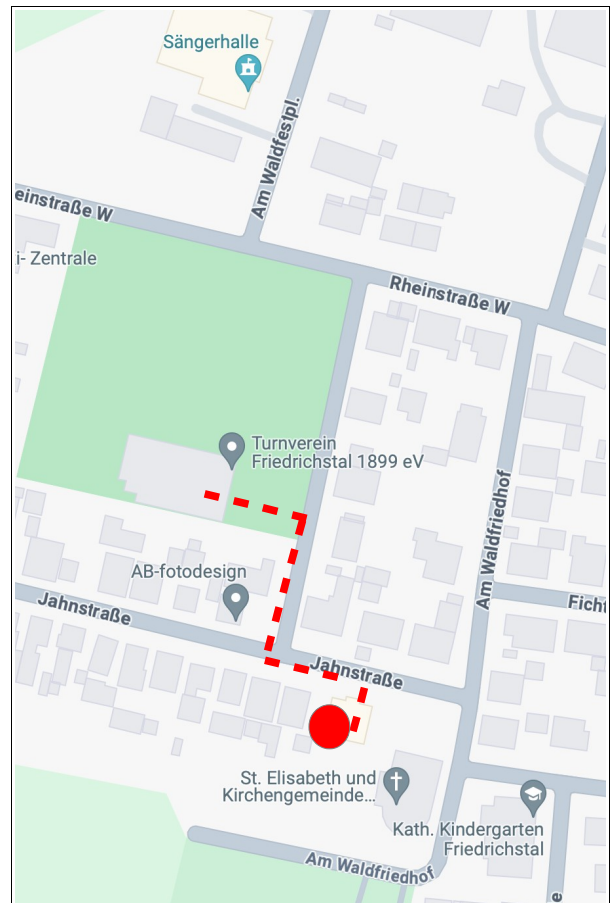 Sängerhalle
Am Waldfestpl.
einstraße W
i- Zentrale
Rheinstraße W
Turnverein
Friedrichstal 1899 eV
Am Waldfriedhof
AB-fotodesign
Jahnstraße
Ficht
Jahnstraße
St. Elisabeth und
Kirchengemeinde...
Kath. Kindergarten
Friedrichstal
Am Waldfriedhof
e